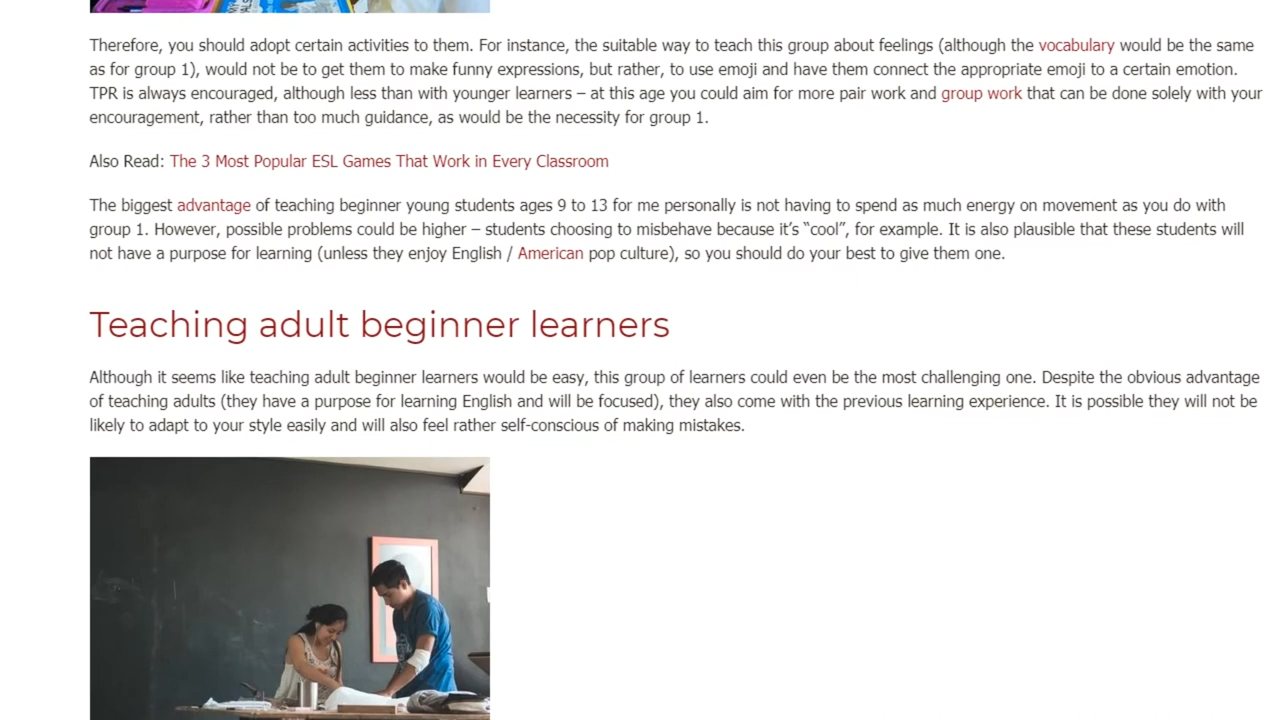 Therefore, you should adopt certain activities to them. For instance, the suitable way to teach this group about feelings (although the vocabulary would be the same
as for group 1), would not be to get them to make funny expressions, but rather, to use emoji and have them connect the appropriate emoji to a certain emotion.
TPR is always encouraged, although less than with younger learners – at this age you could aim for more pair work and group work that can be done solely with your
encouragement, rather than too much guidance, as would be the necessity for group 1.
Also Read: The 3 Most Popular ESL Games That Work in Every Classroom
The biggest advantage of teaching beginner young students ages 9 to 13 for me personally is not having to spend as much energy on movement as you do with
group 1. However, possible problems could be higher – students choosing to misbehave because it's “cool”, for example. It is also plausible that these students will
not have a purpose for learning (unless they enjoy English / American pop culture), so you should do your best to give them one.
Teaching adult beginner learners
Although it seems like teaching adult beginner learners would be easy, this group of learners could even be the most challenging one. Despite the obvious advantage
of teaching adults (they have a purpose for learning English and will be focused), they also come with the previous learning experience. It is possible they will not be
likely to adapt to your style easily and will also feel rather self-conscious of making mistakes.